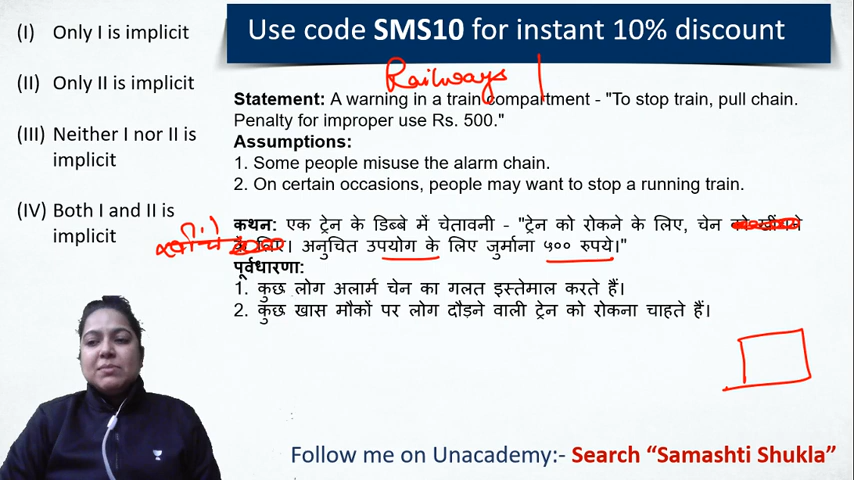 (I) Only I is implicit
(II) Only II is implicit
(III) Neither I nor II is
implicit
(IV) Both I and II is
implicit
Use code SMS10 for instant 10% discount
Railways
Statement: A warning in a train compartment - "To stop train, pull chain.
Penalty for improper use Rs. 500."
Assumptions:
1. Some people misuse the alarm chain.
2. On certain occasions, people may want to stop a running train.
कथन: एक ट्रेन के डिब्बे में चेतावनी - "ट्रेन को रोकने के लिए, चेन को खींचने
के लिए। अनुचित उपयोग के लिए जुर्माना ५०० रुपये।"
पूर्वधारणा:
1. कुछ लोग अलार्म चेन का गलत इस्तेमाल करते हैं।
2. कुछ खास मौकों पर लोग दौड़ने वाली ट्रेन को रोकना चाहते हैं।
Follow me on Unacademy:- Search “Samashti Shukla”